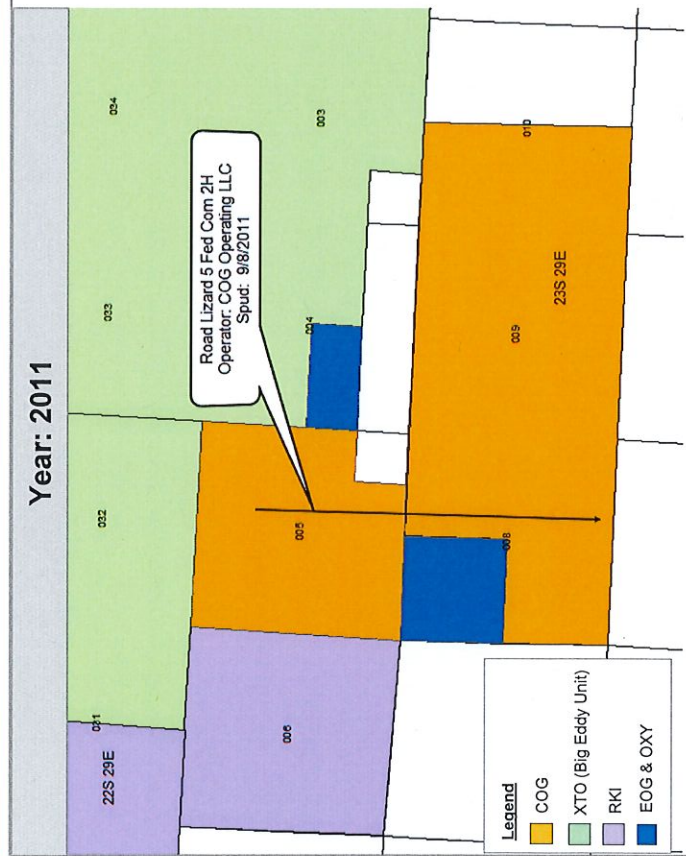 Year: 2011
034
033
032
031
22S 29E
003
004
005
006
Road Lizard 5 Fed Com 2H
Operator: COG Operating LLC
Spud: 9/8/2011
010
009
008
23S 29E
Legend
COG
XTO (Big Eddy Unit)
RKI
EOG & OXY